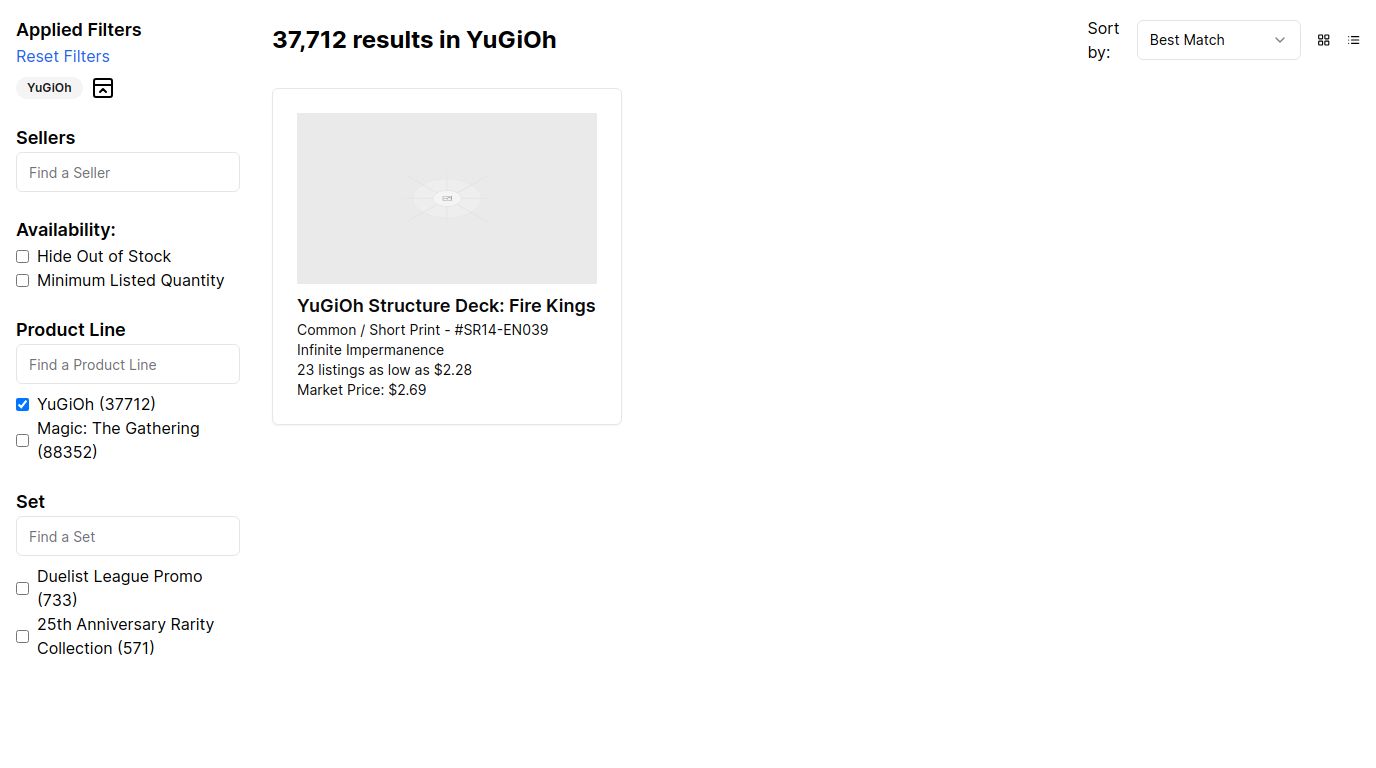 Applied Filters
Reset Filters
YuGiOh
Sellers
Find a Seller
Availability:
Hide Out of Stock
Minimum Listed Quantity
Product Line
Find a Product Line
YuGiOh (37712)
Magic: The Gathering
(88352)
Set
Find a Set
Duelist League Promo
(733)
25th Anniversary Rarity
Collection (571)
37,712 results in YuGiOh
Sort
by:
Best Match
YuGiOh Structure Deck: Fire Kings
Common / Short Print - #SR14-EN039
Infinite Impermanence
23 listings as low as $2.28
Market Price: $2.69